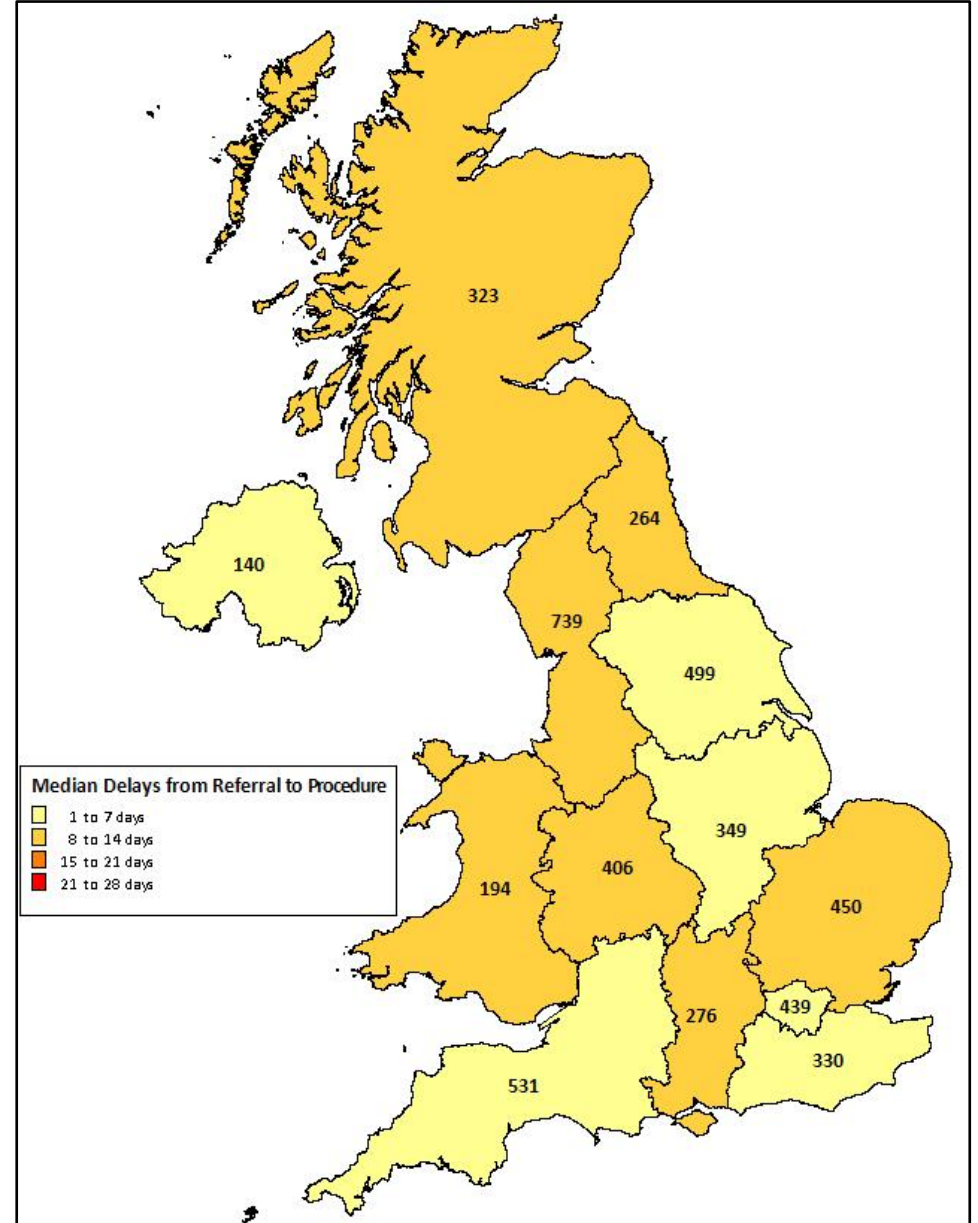 323
264
140
739
499
Median Delays from Referral to Procedure
1 to 7 days
8 to 14 days
15 to 21 days
21 to 28 days
349
406
194
450
439
276
330
531